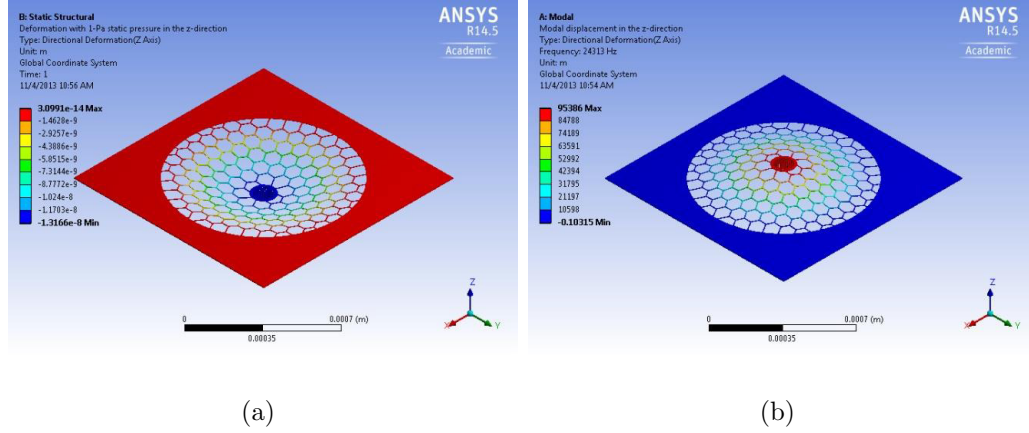 B: Static Structural
Deformation with 1-Pa static pressure in the z-direction
Type: Directional Deformation(Z Axis)
Unit: m
Global Coordinate System
Time: 1
11/4/2013 10:56 AM
3.0991e-14 Max
-1.4628e-9
-2.9257e-9
-4.3886e-9
-5.8515e-9
-7.3144e-9
-8.7772e-9
-1.024e-8
-1.1703e-8
-1.3166e-8 Min
ANSYS
R14.5
Academic
Z
X
Y
0
0.0007 (m)
0.00035
(a)
A: Modal
Modal displacement in the z-direction
Type: Directional Deformation(Z Axis)
Frequency: 24313 Hz
Unit: m
Global Coordinate System
11/4/2013 10:54 AM
95386 Max
84788
74189
63591
52992
42394
31795
21197
10598
-0.10315 Min
ANSYS
R14.5
Academic
Z
X
Y
0
0.0007 (m)
0.00035
(b)